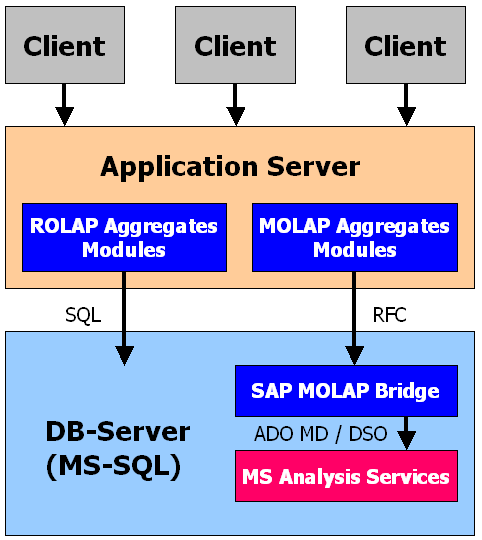 Client
Client
Client
Application Server
ROLAP Aggregates
Modules
MOLAP Aggregates
Modules
SQL
RFC
DB-Server
(MS-SQL)
SAP MOLAP Bridge
ADO MD / DSO
MS Analysis Services